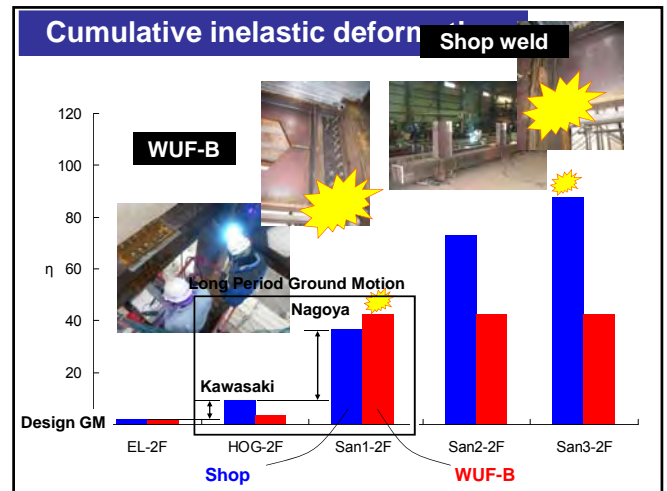 Cumulative inelastic deformation
Shop weld
120
WUF-B
100
80
60
η
Long Period Ground Motion
Nagoya
40
20
Kawasaki
Design GM
EL-2F
HOG-2F
San1-2F
San2-2F
San3-2F
Shop
WUF-B